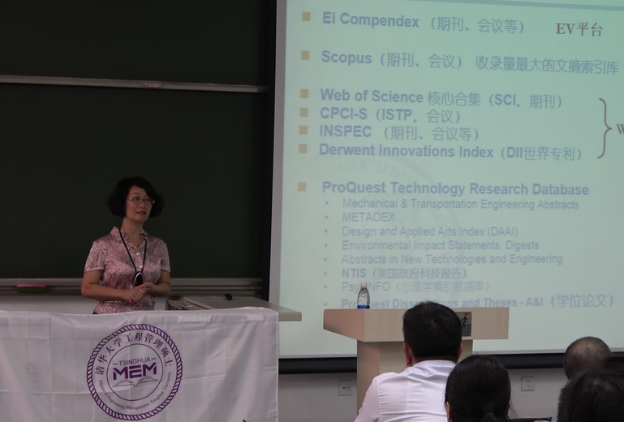 Ei Compendex （期刊、会议等） EV平台
Scopus（期刊、会议） 收录量最大的文摘索引库
Web of Science 核心合集（SCI，期刊）
CPCI-S（ISTP，会议）
INSPEC （期刊、会议等）
Derwent Innovations Index（DII世界专利）
W
ProQuest Technology Research Database
Mechanical & Transportation Engineering Abstracts
METADEX
Design and Applied Arts Index (DAAI)
Environmental Impact Statements: Digests
Abstracts in New Technologies and Engineering
NTIS（美国政府科技报告）
ProQuest Dissertations and Theses - A&I（学位论文）
清华大学工程管理硕士
TSINGHUA
MEM